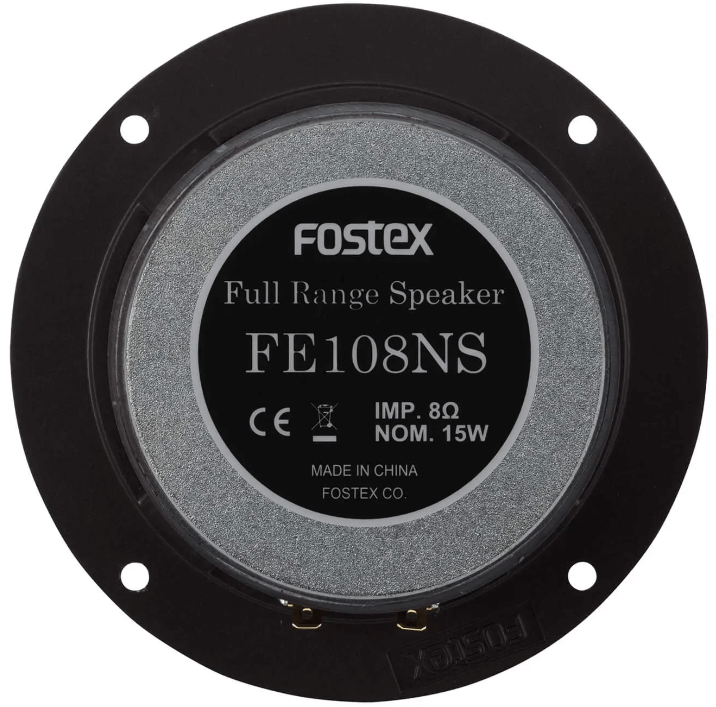 FOSTEX
Full Range Speaker
FE108NS
CE
IMP. 8Ω
NOM. 15W
MADE IN CHINA
FOSTEX CO.
FOSTEX